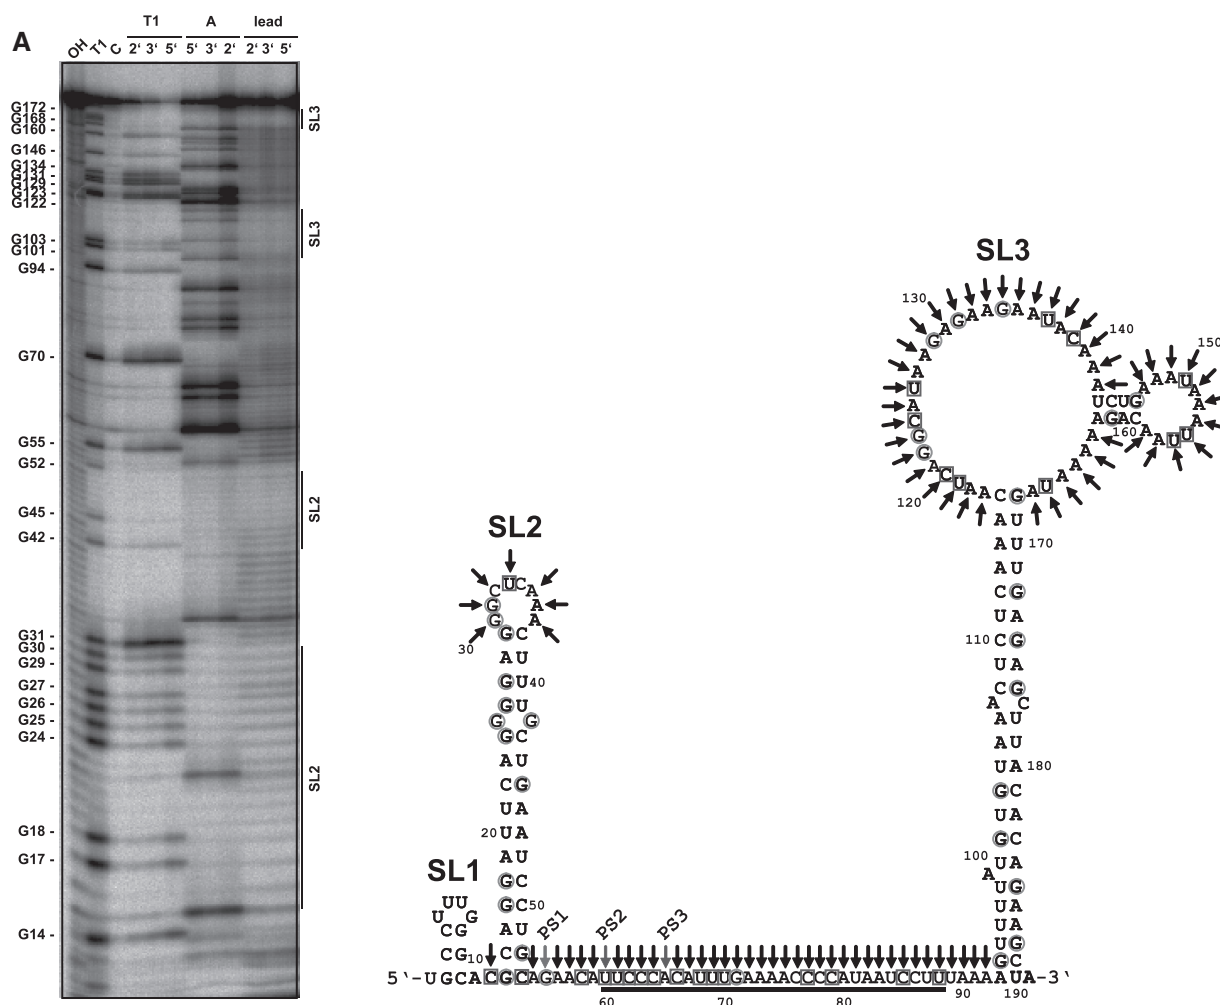 A
T1 A lead
OH T1 C 2‘ 3‘ 5‘ 5‘ 3‘ 2‘ 2‘ 3‘ 5‘
G172 -
G168 -
G160 -
G146 -
G134 -
G131 -
G129 -
G123 -
G122 -
G103 -
G101 -
G94 -
G70 -
G55 -
G52 -
G45 -
G42 -
G31 -
G30 -
G29 -
G27 -
G26 -
G25 -
G24 -
G18 -
G17 -
G14 -
SL3
SL3
SL2
SL2
SL3
130
140
150
160
120
170
110
180
100
190
SL2
30
40
20
50
SL1
10
PS1 PS2 PS3
5‘-UGCACGCAGAACAUUCCCACAUUUGAAAACCCCAUAAUCCUUUAAAAUA-3‘
60 70 80 90